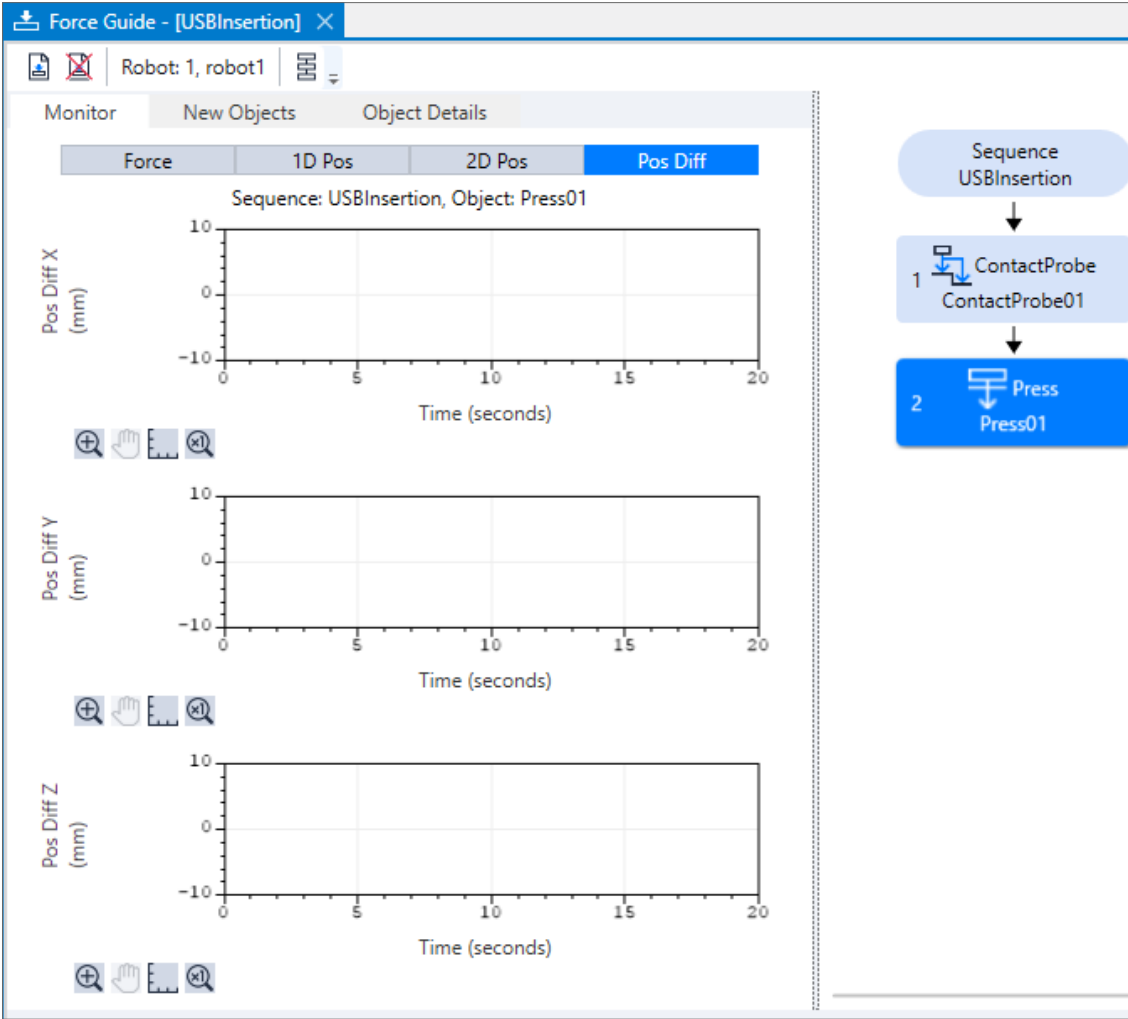 Force Guide - [USBInsertion]
Robot: 1, robot1
Monitor New Objects Object Details
Force 1D Pos 2D Pos Pos Diff
Sequence: USBInsertion, Object: Press01
Pos Diff X
(mm)
10
0
-10
0 5 10 15 20
Time (seconds)
x1
Pos Diff Y
(mm)
10
0
-10
0 5 10 15 20
Time (seconds)
x1
Pos Diff Z
(mm)
10
0
-10
0 5 10 15 20
Time (seconds)
x1
Sequence
USBInsertion
1 ContactProbe
ContactProbe01
2 Press
Press01